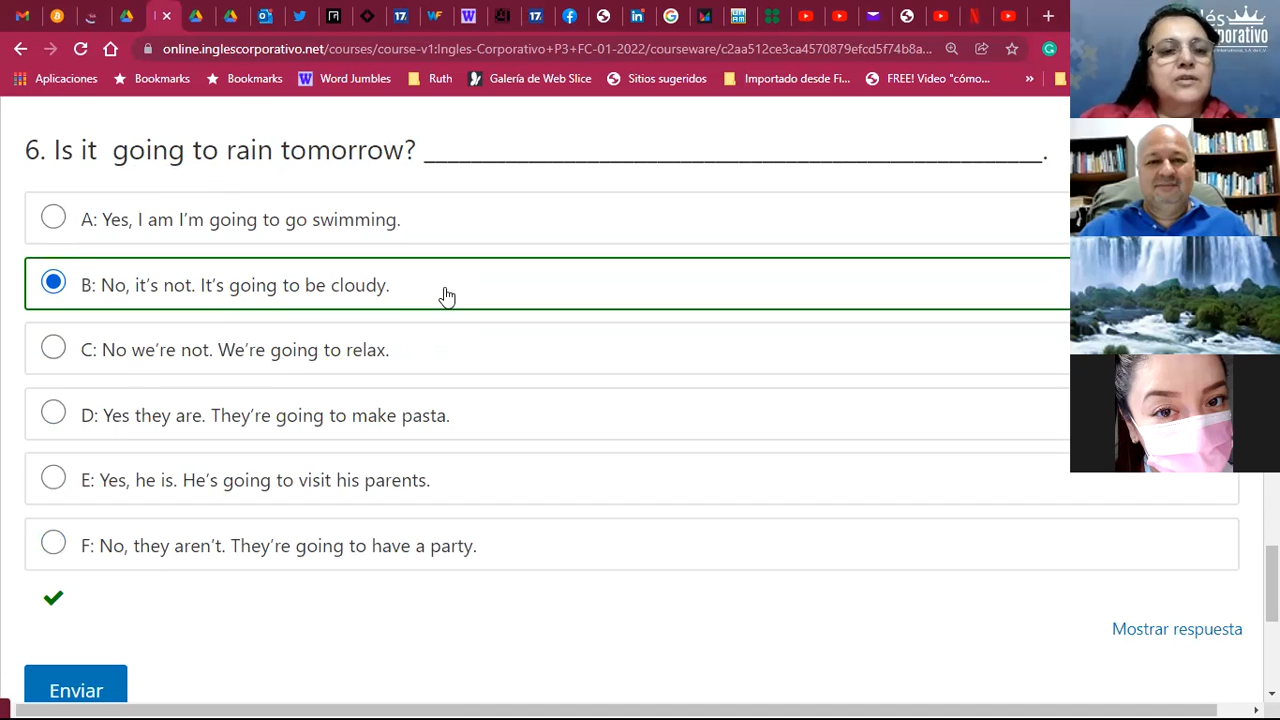 online.inglescorporativo.net/courses/course-v1:Ingles-Corporativo+P3+FC-01-2022/courseware/c2aa512ce3ca4570879efcd5f74b8a...
Aplicaciones Bookmarks Bookmarks Word Jumbles Ruth Galería de Web Slice Sitios sugeridos Importado desde Fi... FREE! Video "cómo... »
6. Is it going to rain tomorrow? ________________________________________.
A: Yes, I am I'm going to go swimming.
B: No, it's not. It's going to be cloudy.
C: No we're not. We're going to relax.
D: Yes they are. They're going to make pasta.
E: Yes, he is. He's going to visit his parents.
F: No, they aren't. They're going to have a party.
Mostrar respuesta
Enviar